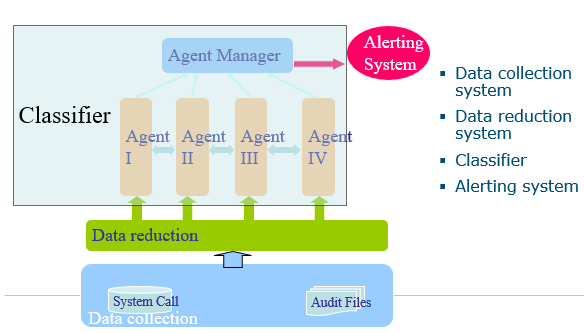 Agent Manager
Alerting
System
Classifier
Agent
I
Agent
II
Agent
III
Agent
IV
Data reduction
System Call
Audit Files
Data collection
▪ Data collection
system
▪ Data reduction
system
▪ Classifier
▪ Alerting system